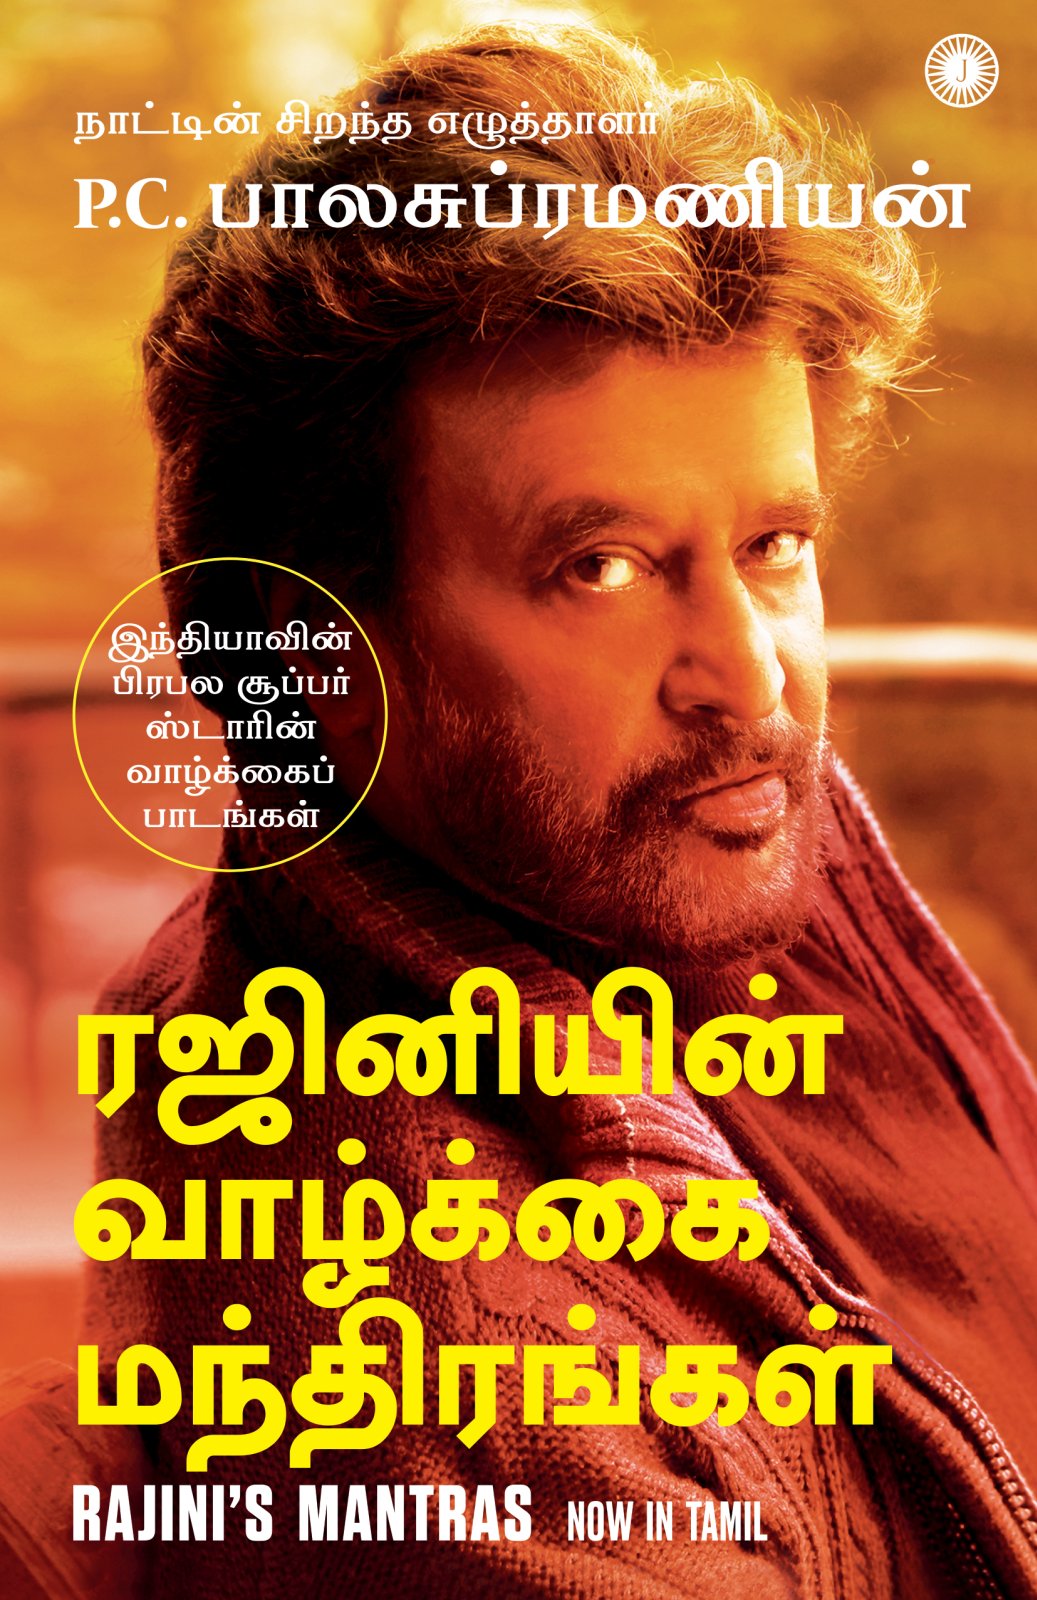 J
நாட்டின் சிறந்த எழுத்தாளர்
P.C. பாலசுப்ரமணியன்
இந்தியாவின்
பிரபல சூப்பர்
ஸ்டாரின்
வாழ்க்கைப்
பாடங்கள்
ரஜினியின்
வாழ்க்கை
மந்திரங்கள்
RAJINI'S MANTRAS NOW IN TAMIL